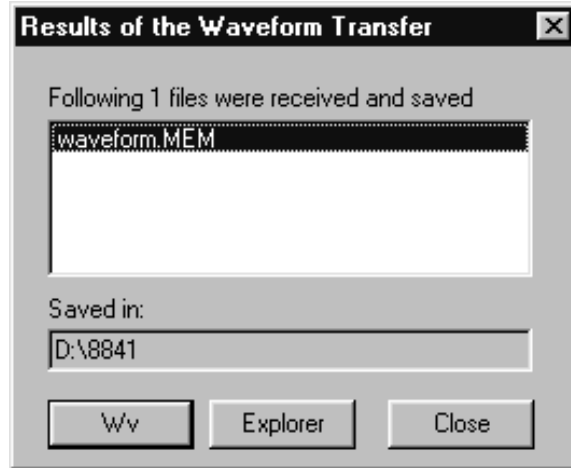 Results of the Waveform Transfer
Following 1 files were received and saved
waveform.MEM
Saved in:
D:\8841
Wv
Explorer
Close